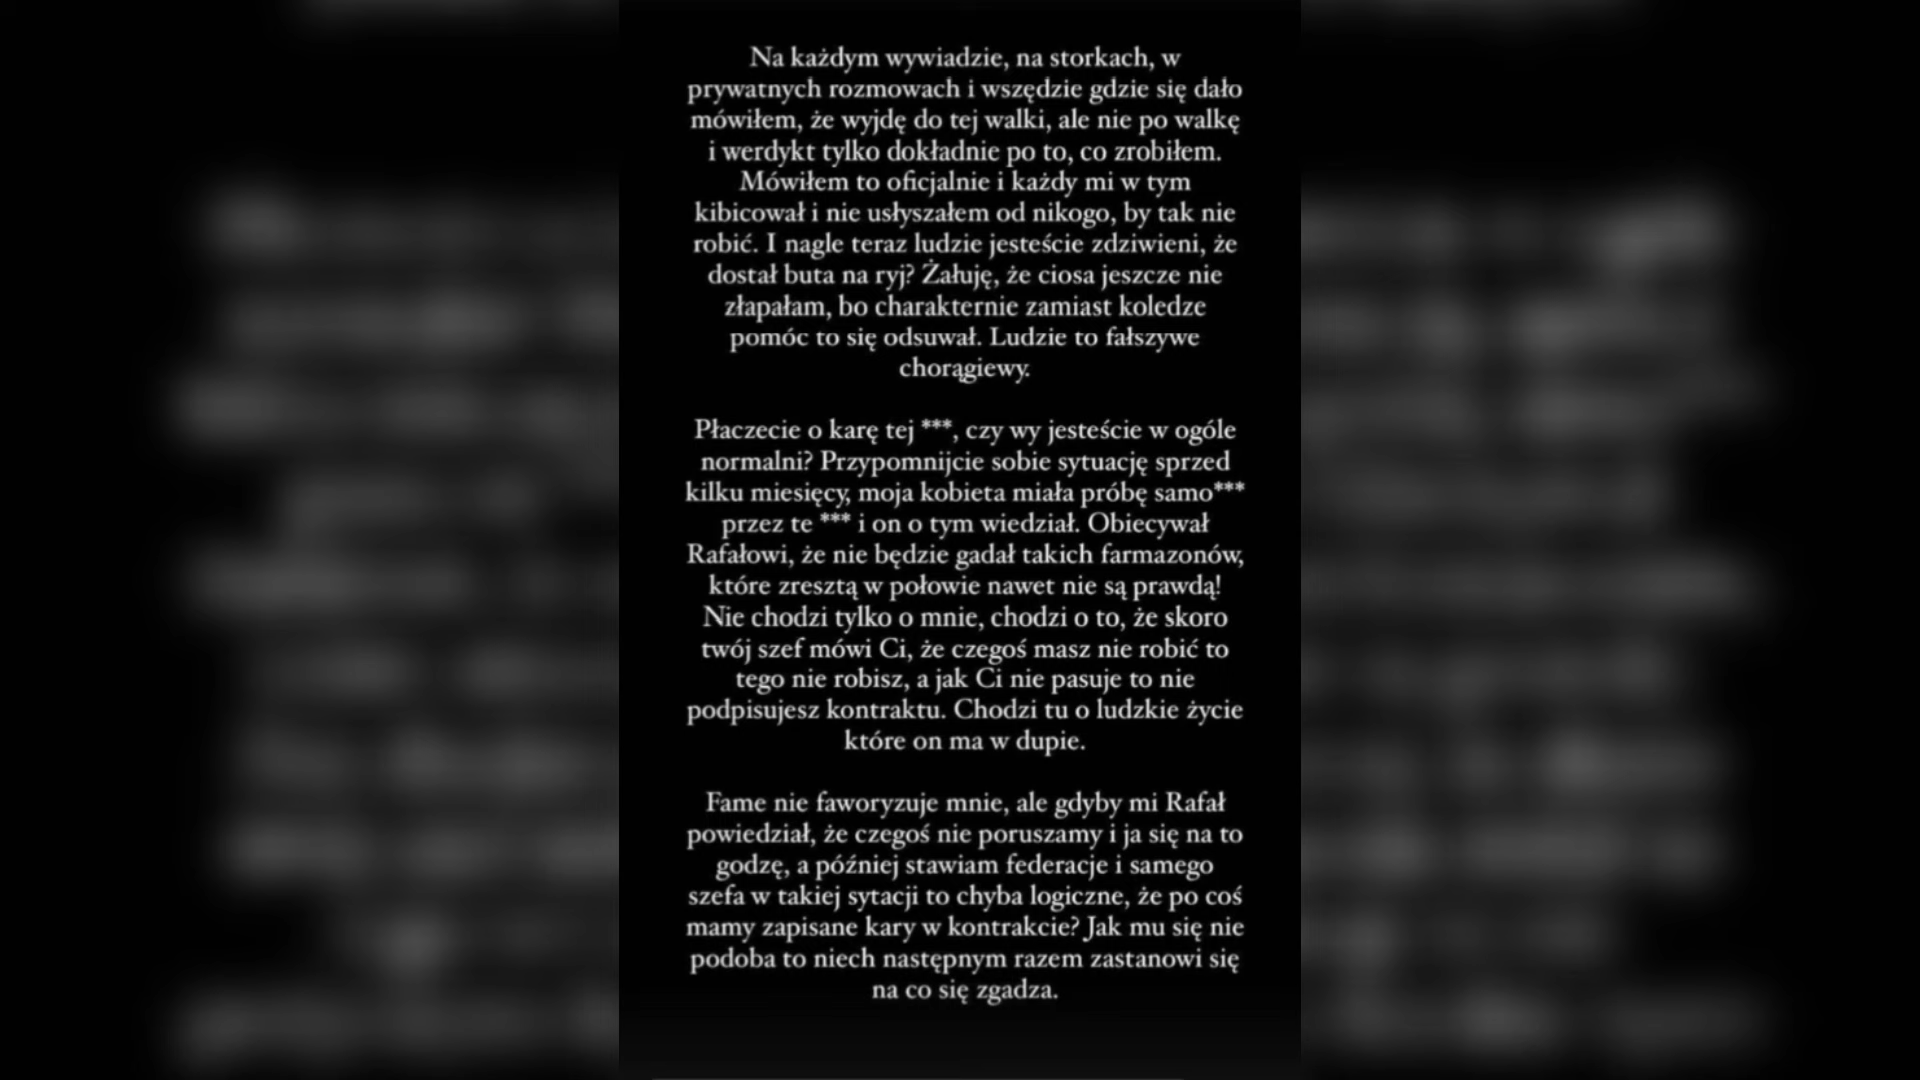 Na każdym wywiadzie, na storkach, w
prywatnych rozmowach i wszędzie gdzie się dało
mówiłem, że wyjdę do tej walki, ale nie po walkę
i werdykt tylko dokładnie po to, co zrobiłem.
Mówiłem to oficjalnie i każdy mi w tym
kibicował i nie usłyszałem od nikogo, by tak nie
robić. I nagle teraz ludzie jesteście zdziwieni, że
dostał buta na ryj? Żałuję, że ciosa jeszcze nie
złapałam, bo charakternie zamiast koledze
pomóc to się odsuwał. Ludzie to fałszywe
chorągiewy.
Płaczecie o karę tej ***, czy wy jesteście w ogóle
normalni? Przypomnijcie sobie sytuację sprzed
kilku miesięcy, moja kobieta miała próbę samo***
przez te *** i on o tym wiedział. Obiecywał
Rafałowi, że nie będzie gadał takich farmazonów,
które zresztą w połowie nawet nie są prawdą!
Nie chodzi tylko o mnie, chodzi o to, że skoro
twój szef mówi Ci, że czegoś masz nie robić to
tego nie robisz, a jak Ci nie pasuje to nie
podpisujesz kontraktu. Chodzi tu o ludzkie życie
które on ma w dupie.
Fame nie faworyzuje mnie, ale gdyby mi Rafał
powiedział, że czegoś nie poruszamy i ja się na to
godzę, a później stawiam federacje i samego
szefa w takiej sytacji to chyba logiczne, że po coś
mamy zapisane kary w kontrakcie? Jak mu się nie
podoba to niech następnym razem zastanowi się
na co się zgadza.